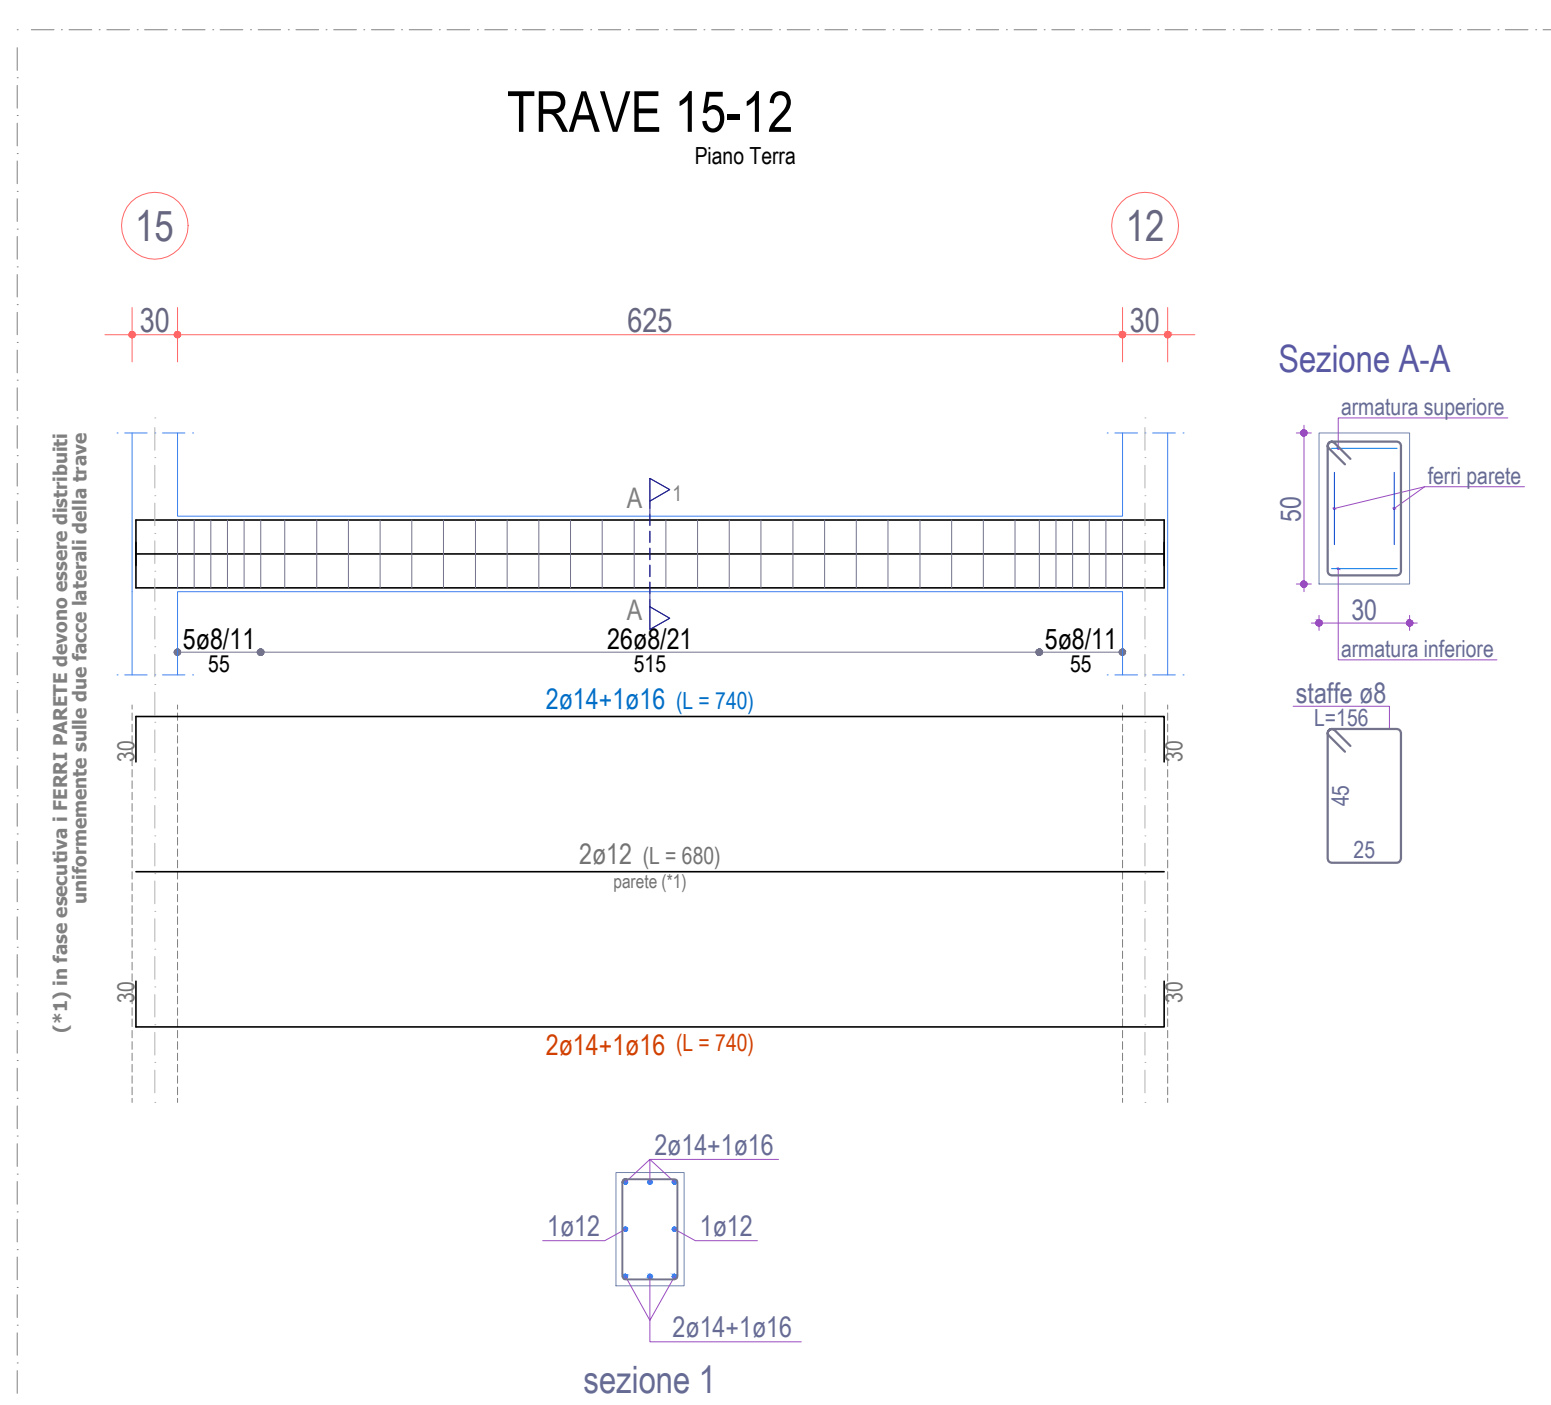 TRAVE 15-12
Piano Terra
15
12
30
625
30
Sezione A-A
armatura superiore
ferri parete
50
30
armatura inferiore
A
1
A
5ø8/11
55
26ø8/21
515
5ø8/11
55
(*1) in fase esecutiva i FERRI PARETE devono essere distribuiti
uniformemente sulle due facce laterali della trave
2ø14+1ø16 (L = 740)
30
30
staffe ø8
L=156
45
25
2ø12 (L = 680)
parete (*1)
30
30
2ø14+1ø16 (L = 740)
2ø14+1ø16
1ø12
1ø12
2ø14+1ø16
sezione 1